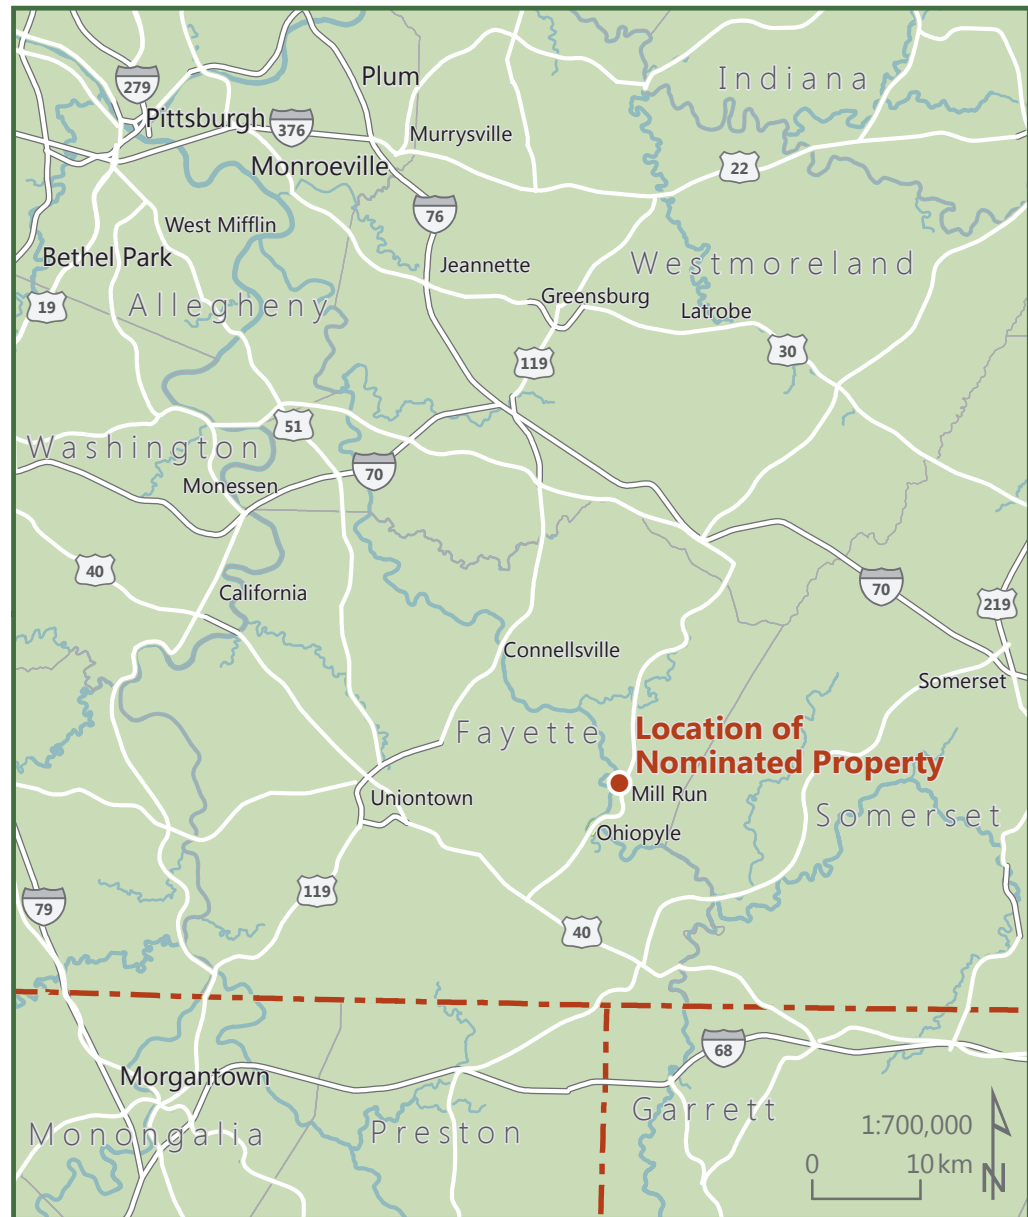 Plum
Indiana
279
Pittsburgh
376
Murrysville
Monroeville
22
76
West Mifflin
Bethel Park
Jeannette
Westmoreland
19
Allegheny
Greensburg
Latrobe
119
30
51
Washington
70
Monessen
40
California
70
219
Connellsville
Somerset
Fayette
Location of
Nominated Property
Mill Run
Uniontown
Somerset
Ohiopyle
119
79
40
68
Morgantown
Garrett
Monongalia
Preston
1:700,000
0 10 km
N